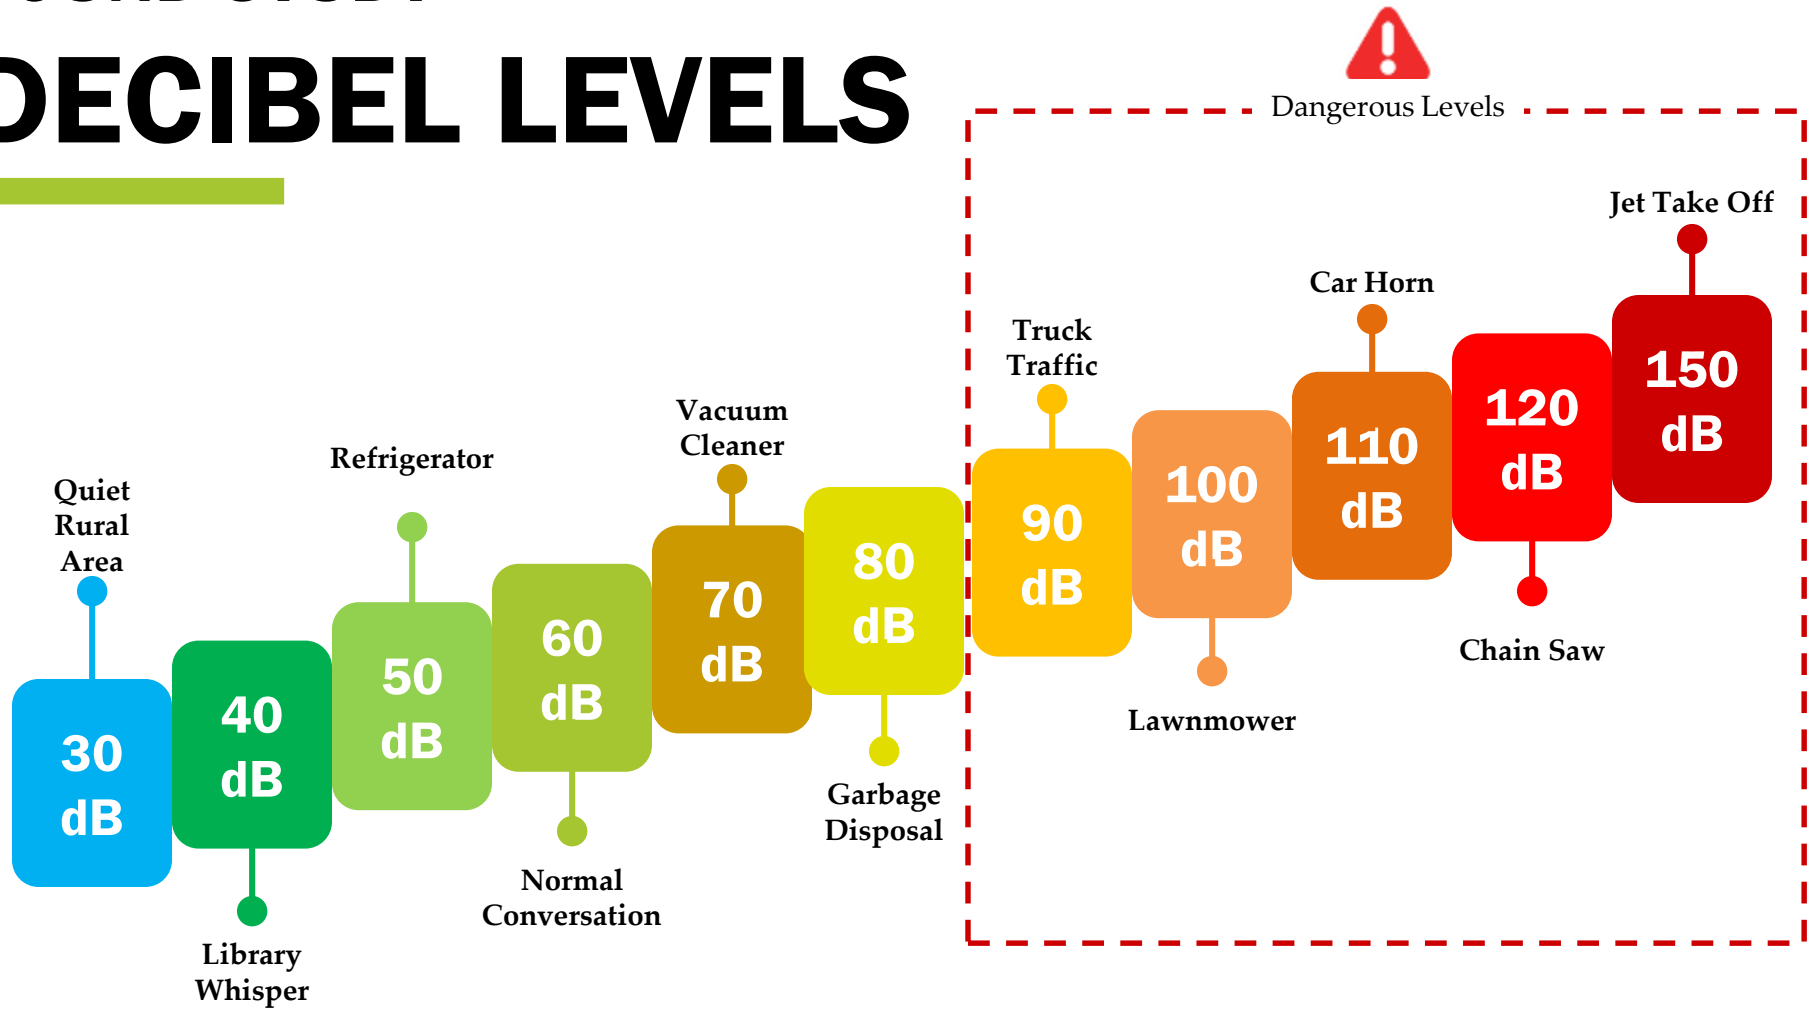 DECIBEL LEVELS
Dangerous Levels
Quiet
Rural
Area
30
dB
40
dB
Library
Whisper
Refrigerator
50
dB
60
dB
Normal
Conversation
Vacuum
Cleaner
70
dB
80
dB
Garbage
Disposal
Truck
Traffic
90
dB
100
dB
Lawnmower
Car Horn
110
dB
120
dB
Chain Saw
Jet Take Off
150
dB